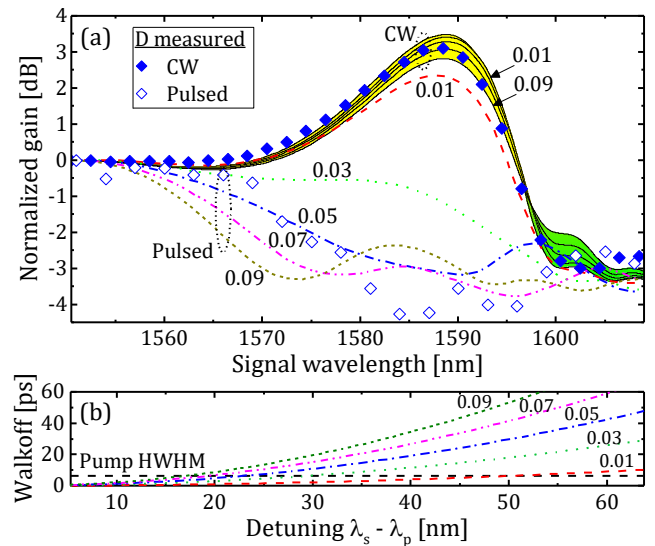 (a)
D measured
CW
Pulsed
CW
0.01
0.09
0.01
0.03
0.05
0.07
0.09
Pulsed
4
3
2
1
0
-1
-2
-3
-4
Normalized gain [dB]
1560 1570 1580 1590 1600
Signal wavelength [nm]
(b)
60
40
20
0
Walkoff [ps]
Pump HWHM
0.09
0.07
0.05
0.03
0.01
10 20 30 40 50 60
Detuning λs - λp [nm]